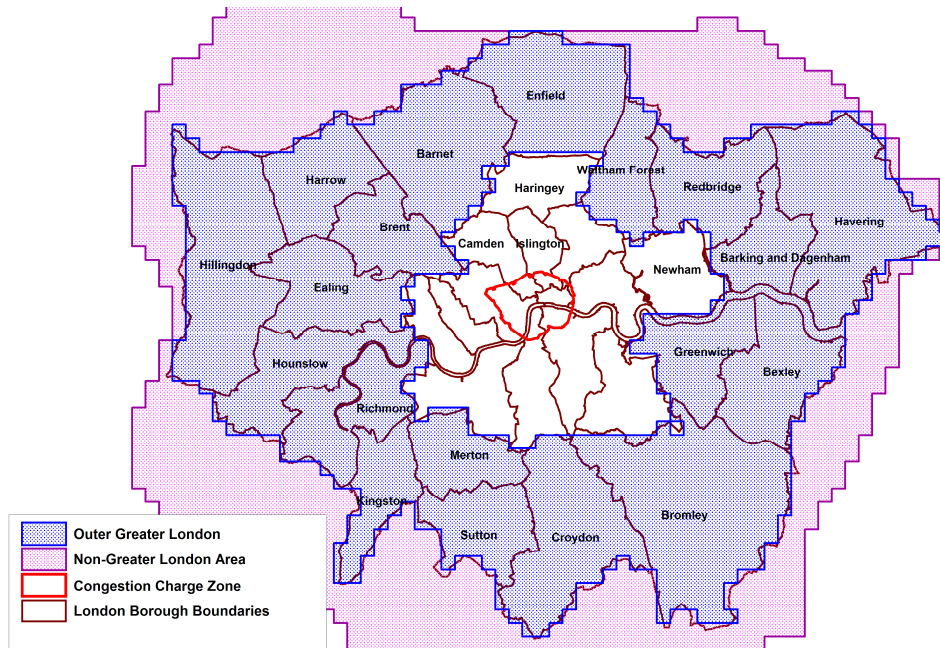 Enfield
Barnet
Waltham Forest
Harrow
Haringey
Redbridge
Havering
Brent
Camden
Islington
Hillingdon
Newham
Barking and Dagenham
Ealing
Hounslow
Greenwich
Bexley
Richmond
Merton
Kingston
Sutton
Croydon
Bromley
Outer Greater London
Non-Greater London Area
Congestion Charge Zone
London Borough Boundaries